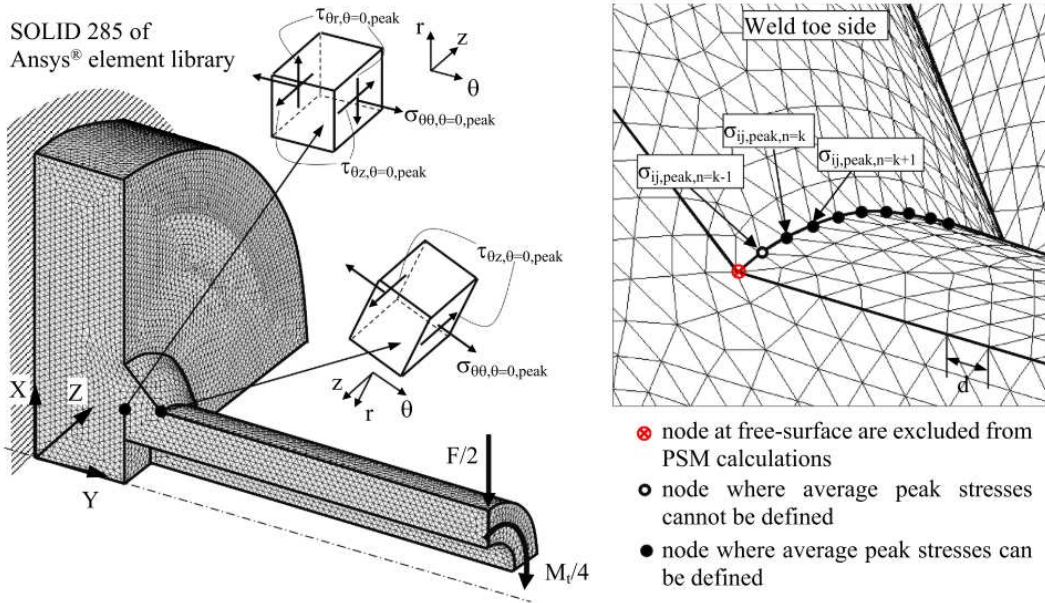 SOLID 285 of
Ansys® element library
τθr,θ=0,peak
r
z
θ
σθθ,θ=0,peak
τθz,θ=0,peak
τθz,θ=0,peak
σθθ,θ=0,peak
z
r
θ
X
Z
Y
F/2
Mt/4
Weld toe side
σij,peak,n=k
σij,peak,n=k+1
σij,peak,n=k-1
d
node at free-surface are excluded from
PSM calculations
node where average peak stresses
cannot be defined
node where average peak stresses can
be defined